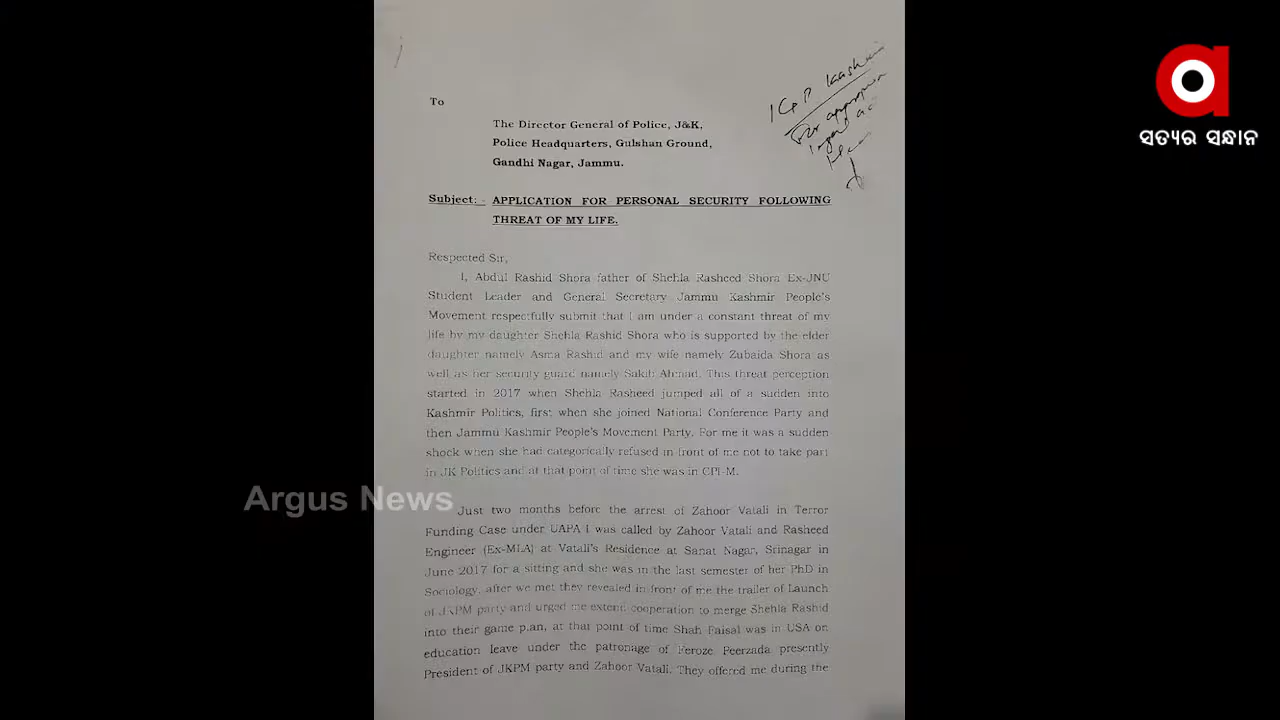 To
The Director General of Police, J&K,
Police Headquarters, Gulshan Ground,
Gandhi Nagar, Jammu.
IGP Kashmir
For appropriate
ସତ୍ୟର ସନ୍ଧାନ
Subject: - APPLICATION FOR PERSONAL SECURITY FOLLOWING
THREAT OF MY LIFE.
Respected Sir,
I, Abdul Rashid Shora father of Shehla Rasheed Shora Ex-JNU
Student Leader and General Secretary Jammu Kashmir People's
Movement respectfully submit that I am under a constant threat of my
life by my daughter Shehla Rashid Shora who is supported by the elder
daughter namely Asma Rashid and my wife namely Zubaida Shora as
well as her security guard namely Sakib Ahmad. This threat perception
started in 2017 when Shehla Rasheed jumped all of a sudden into
Kashmir Politics, first when she joined National Conference Party and
then Jammu Kashmir People's Movement Party. For me it was a sudden
shock when she had categorically refused in front of me not to take part
in JK Politics and at that point of time she was in CPI-M.
Argus News
Just two months before the arrest of Zahoor Vatali in Terror
Funding Case under UAPA I was called by Zahoor Vatali and Rasheed
Engineer (Ex-MLA) at Vatali's Residence at Sanat Nagar, Srinagar in
June 2017 for a sitting and she was in the last semester of her PhD in
Sociology, after we met they revealed in front of me the trailer of Launch
of JKPM party and urged me extend cooperation to merge Shehla Rashid
into their game plan, at that point of time Shah Faisal was in USA on
education leave under the patronage of Feroze Peerzada presently
President of JKPM party and Zahoor Vatali. They offered me during the